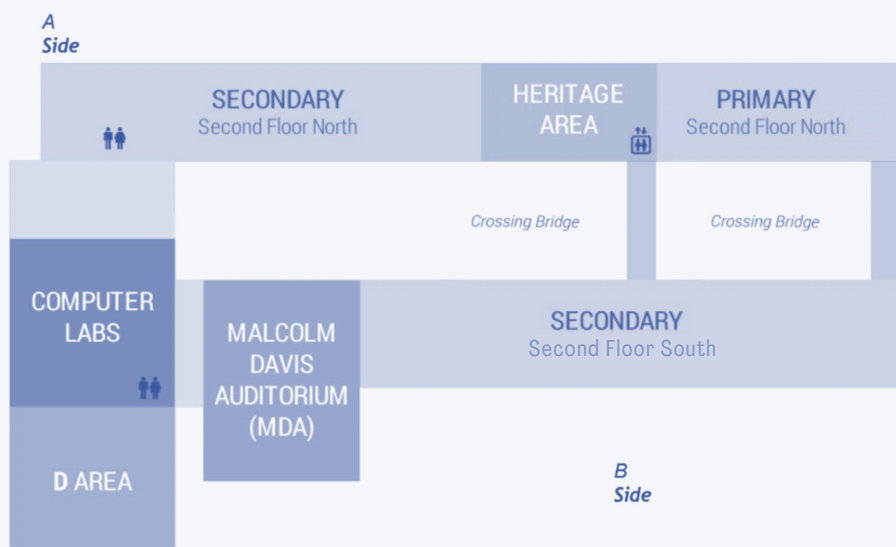 A
Side
SECONDARY
Second Floor North
HERITAGE
AREA
PRIMARY
Second Floor North
Crossing Bridge
Crossing Bridge
COMPUTER
LABS
MALCOLM
DAVIS
AUDITORIUM
(MDA)
SECONDARY
Second Floor South
D AREA
B
Side